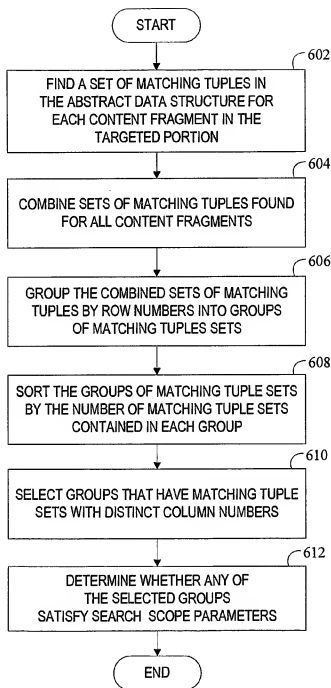 START
602
FIND A SET OF MATCHING TUPLES IN
THE ABSTRACT DATA STRUCTURE FOR
EACH CONTENT FRAGMENT IN THE
TARGETED PORTION
604
COMBINE SETS OF MATCHING TUPLES FOUND
FOR ALL CONTENT FRAGMENTS
606
GROUP THE COMBINED SETS OF MATCHING
TUPLES BY ROW NUMBERS INTO GROUPS
OF MATCHING TUPLES SETS
608
SORT THE GROUPS OF MATCHING TUPLE SETS
BY THE NUMBER OF MATCHING TUPLE SETS
CONTAINED IN EACH GROUP
610
SELECT GROUPS THAT HAVE MATCHING TUPLE
SETS WITH DISTINCT COLUMN NUMBERS
612
DETERMINE WHETHER ANY OF
THE SELECTED GROUPS
SATISFY SEARCH SCOPE PARAMETERS
END